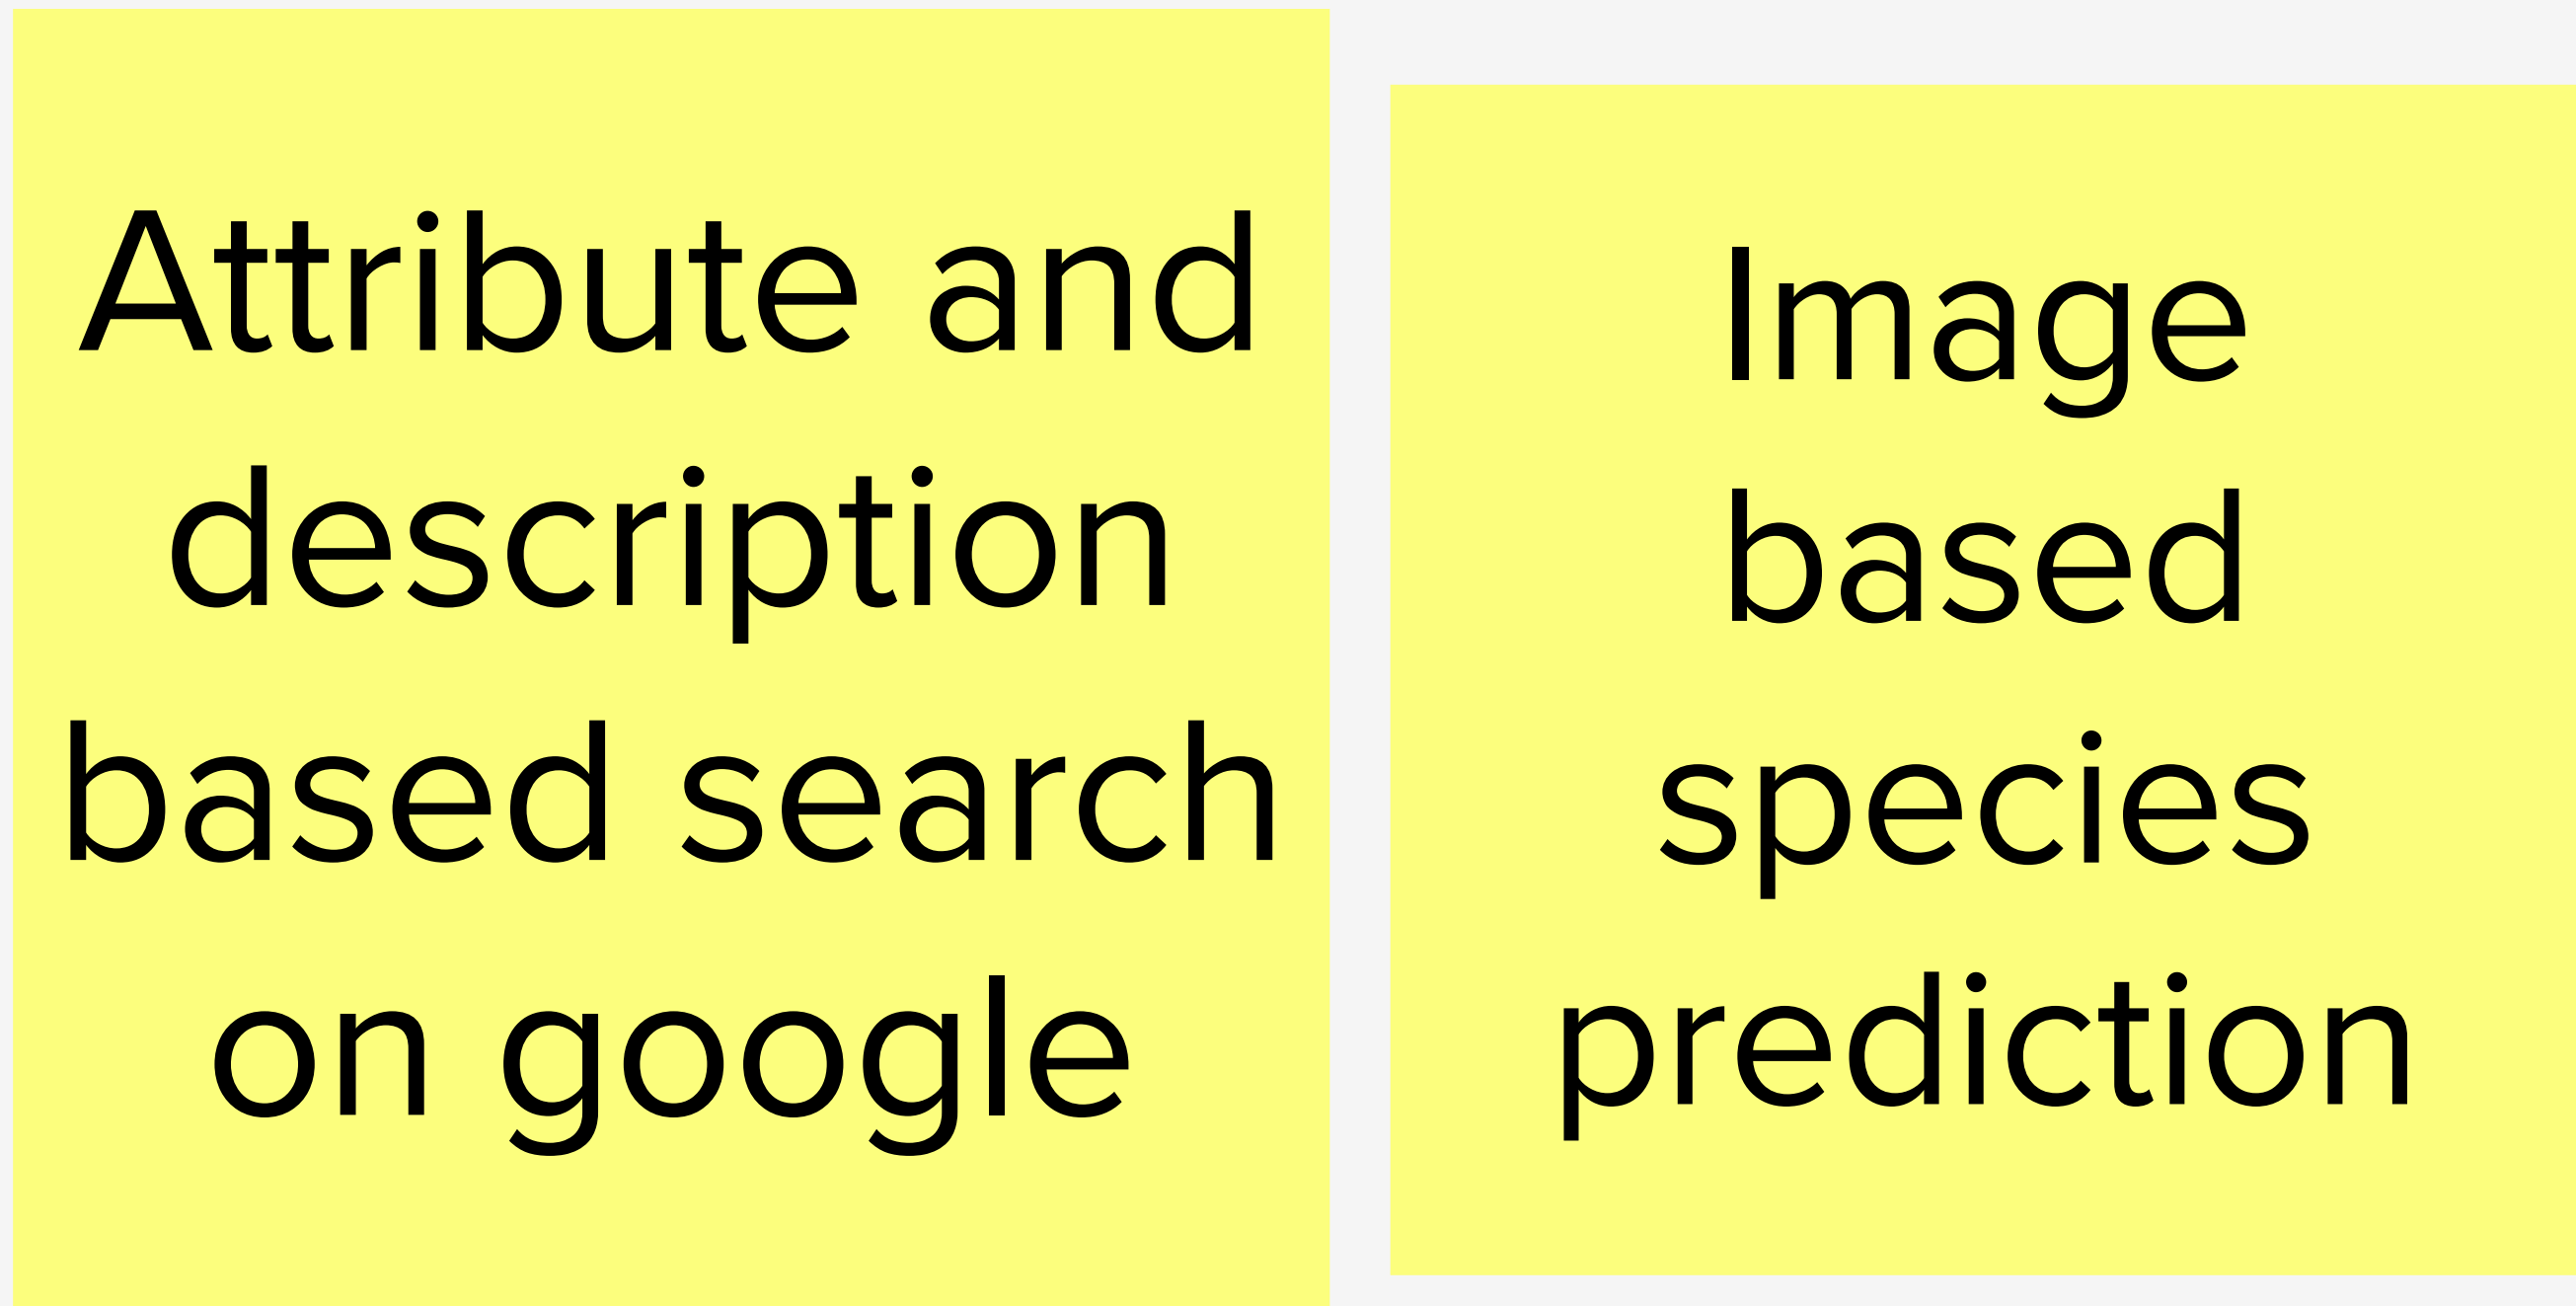 Attribute and
description
based search
on google
Image
based
species
prediction